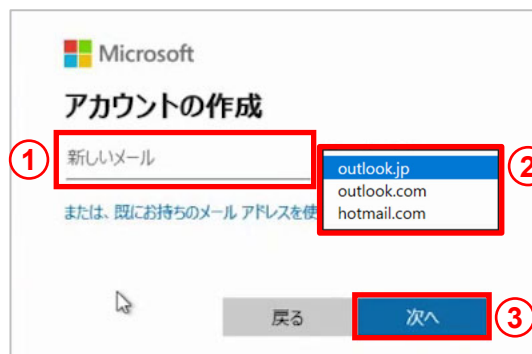 Microsoft
アカウントの作成
① 新しいメール
outlook.jp ②
outlook.com
hotmail.com
または、既にお持ちのメール アドレスを使
戻る 次へ ③